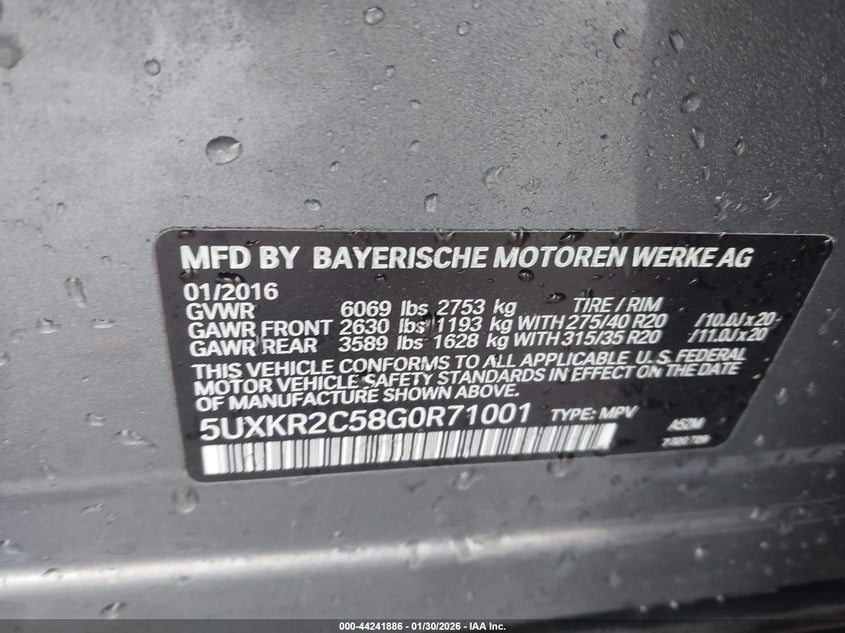 MFD BY BAYERISCHE MOTOREN WERKE AG
01/2016
GVWR 6069 lbs 2753 kg TIRE / RIM
GAWR FRONT 2630 lbs 1193 kg WITH 275/40 R20 /10.0J x 20
GAWR REAR 3589 lbs 1628 kg WITH 315/35 R20 /11.0J x 20
THIS VEHICLE CONFORMS TO ALL APPLICABLE U.S. FEDERAL
MOTOR VEHICLE SAFETY STANDARDS IN EFFECT ON THE DATE
OF MANUFACTURE SHOWN ABOVE.
5UXKR2C58G0R71001 TYPE: MPV A52M
000-44241886 - 01/30/2026 - IAA Inc.